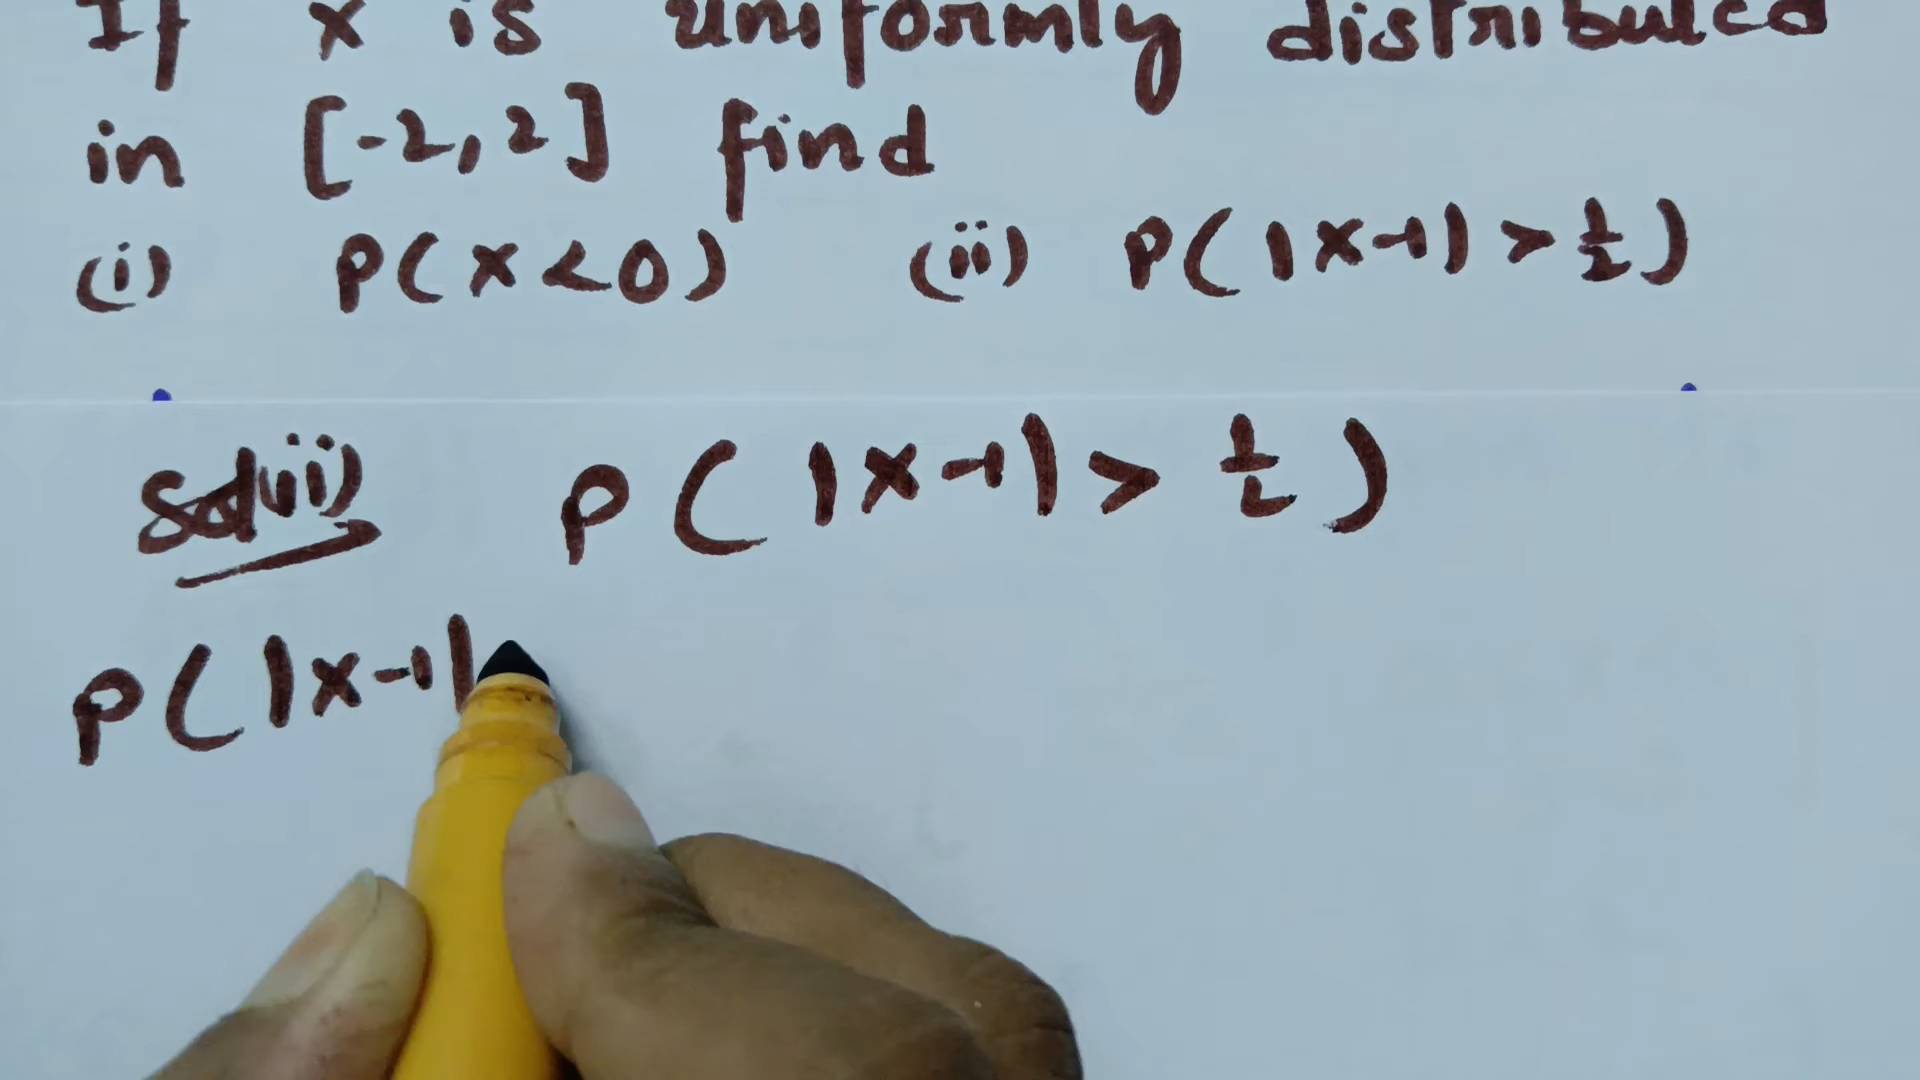 If x is uniformly distributed
in [-2,2] find
(i) P(x<0) (ii) P(|x-1|>1/2)
Sol(ii) P(|x-1|>1/2)
P(|x-1|